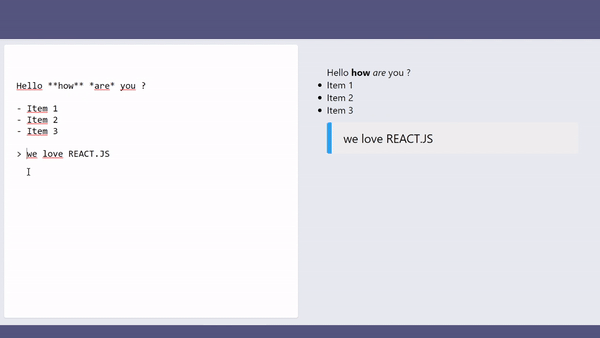 Hello **how** *are* you ?
- Item 1
- Item 2
- Item 3
> we love REACT.JS
Hello how are you ?
• Item 1
• Item 2
• Item 3
we love REACT.JS